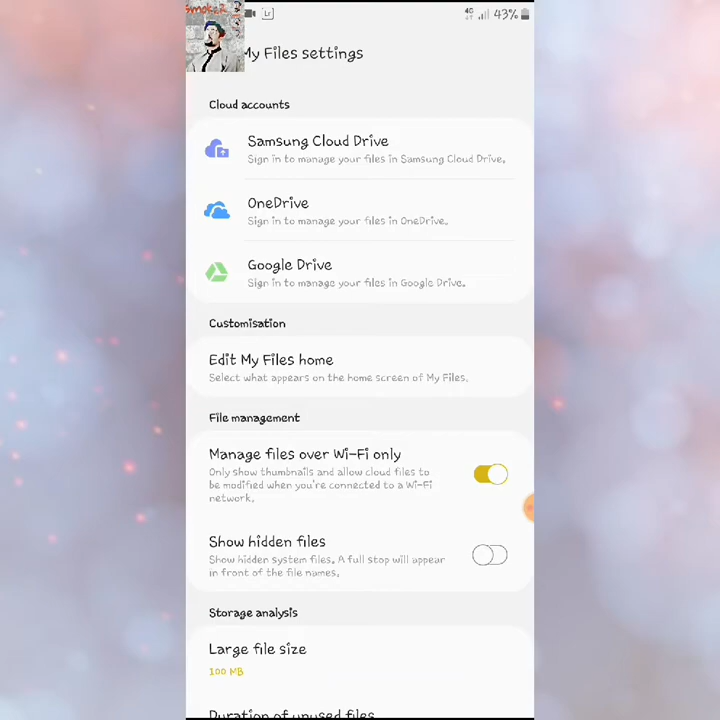 SMOKER
Lr
4G
43%
My Files settings
Cloud accounts
Samsung Cloud Drive
Sign in to manage your files in Samsung Cloud Drive.
OneDrive
Sign in to manage your files in OneDrive.
Google Drive
Sign in to manage your files in Google Drive.
Customisation
Edit My Files home
Select what appears on the home screen of My Files.
File management
Manage files over Wi-Fi only
Only show thumbnails and allow cloud files to
be modified when you're connected to a Wi-Fi
network.
Show hidden files
Show hidden system files. A full stop will appear
in front of the file names.
Storage analysis
Large file size
100 MB
Duration of unused files